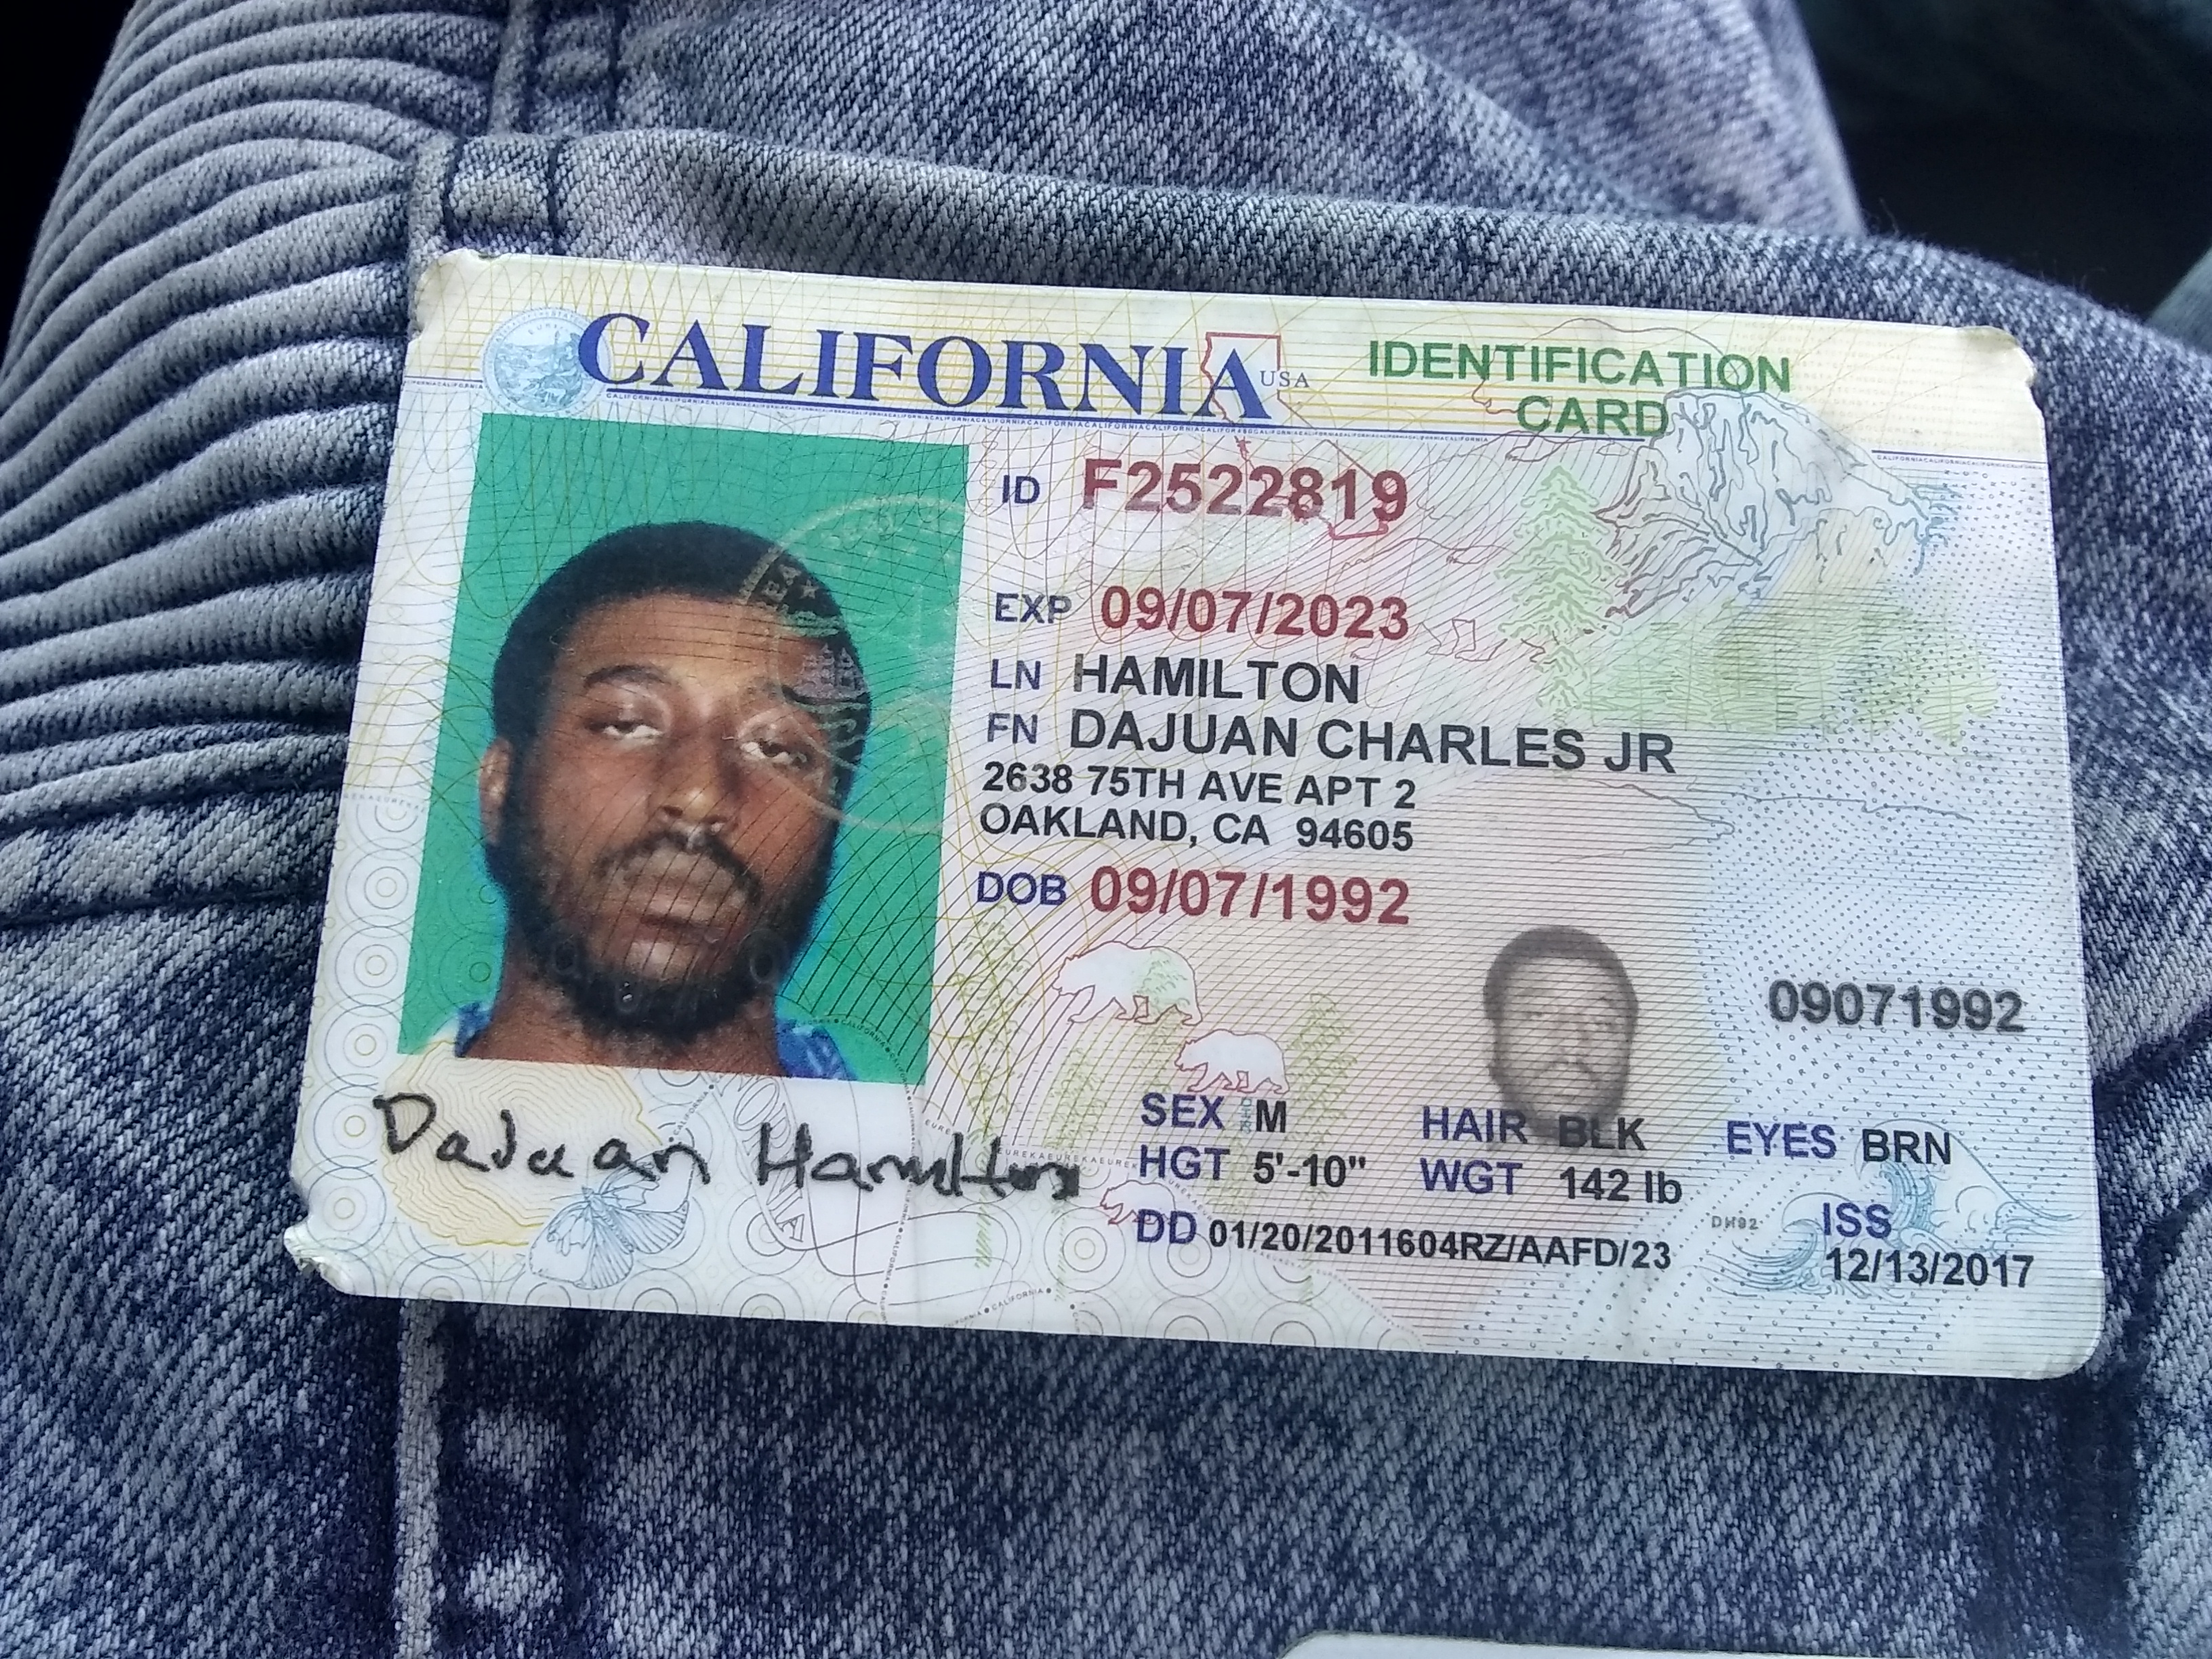 CALIFORNIA USA IDENTIFICATION
CARD
ID F2522819
EXP 09/07/2023
LN HAMILTON
FN DAJUAN CHARLES JR
2638 75TH AVE APT 2
OAKLAND, CA 94605
DOB 09/07/1992
09071992
SEX M HAIR BLK EYES BRN
HGT 5'-10" WGT 142 lb
DD 01/20/2011604RZ/AAFD/23
DH92
ISS
12/13/2017
DaJuan Hamilton